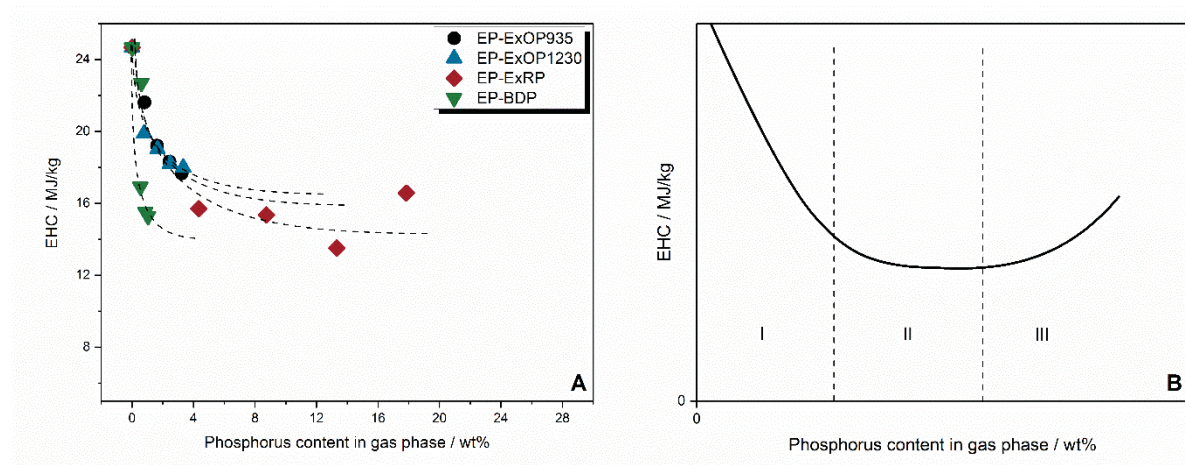 EP-ExOP935
EP-ExOP1230
EP-ExRP
EP-BDP
24
20
16
12
8
EHC / MJ/kg
A
0 4 8 12 16 20 24 28
Phosphorus content in gas phase / wt%
EHC / MJ/kg
I II III
B
0
0
Phosphorus content in gas phase / wt%